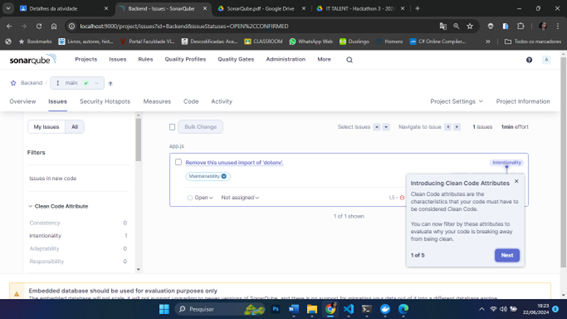 Detalhes da atividade
Backend - Issues - SonarQube
SonarQube.pdf - Google Drive
IT TALENT - Hackathon 3 - 2024
localhost:9000/project/issues?id=Backend&issueStatuses=OPEN%2CCONFIRMED
Bookmarks
Livros, autores, hist...
Portal Faculdade VI...
Descodificadas: Ace...
CLASSROOM
WhatsApp Web
Duolingo
Homens
C# Online Compiler...
Todos os marcadores
sonarqube
Projects
Issues
Rules
Quality Profiles
Quality Gates
Administration
More
A
Backend / main
Overview
Issues
Security Hotspots
Measures
Code
Activity
Project Settings
Project Information
My Issues
All
Bulk Change
Select issues
Navigate to issue
1 issues
1min effort
Filters
Issues in new code
Clean Code Attribute
Consistency 0
Intentionality 1
Adaptability 0
Responsibility 0
app.js
Remove this unused import of 'dotenv'.
Intentionality
Maintainability
Open
Not assigned
L5
1 of 1 shown
Introducing Clean Code Attributes
Clean Code attributes are the
characteristics that your code must have to
be considered Clean Code.
You can now filter by these attributes to
evaluate why your code is breaking away
from being clean.
1 of 5
Next
Embedded database should be used for evaluation purposes only
The embedded database will not scale, it will not support upgrading to newer versions of SonarQube, and there is no support for migrating your data out of it into a different database engine.
Pesquisar
18:23
22/06/2024